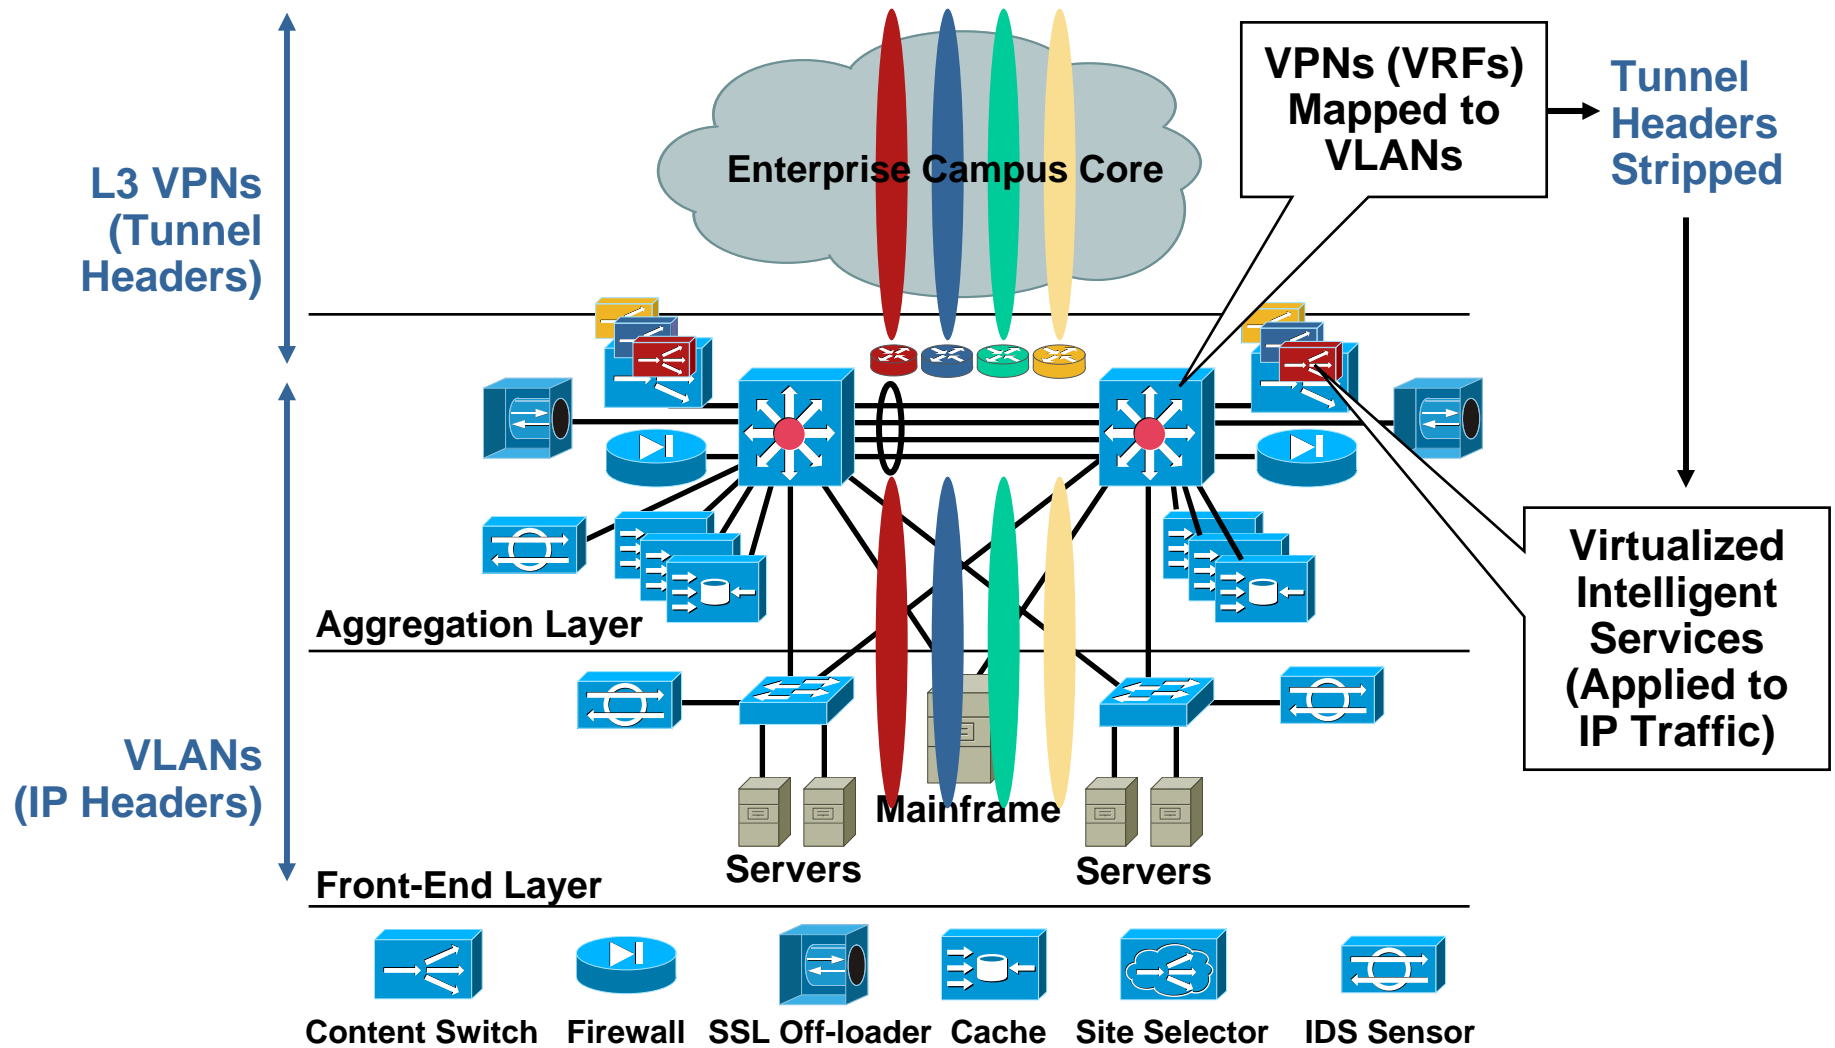 L3 VPNs
(Tunnel
Headers)
VLANs
(IP Headers)
Enterprise Campus Core
VPNs (VRFs)
Mapped to
VLANs
Tunnel
Headers
Stripped
Virtualized
Intelligent
Services
(Applied to
IP Traffic)
Aggregation Layer
Mainframe
Servers
Servers
Front-End Layer
Content Switch
Firewall
SSL Off-loader
Cache
Site Selector
IDS Sensor